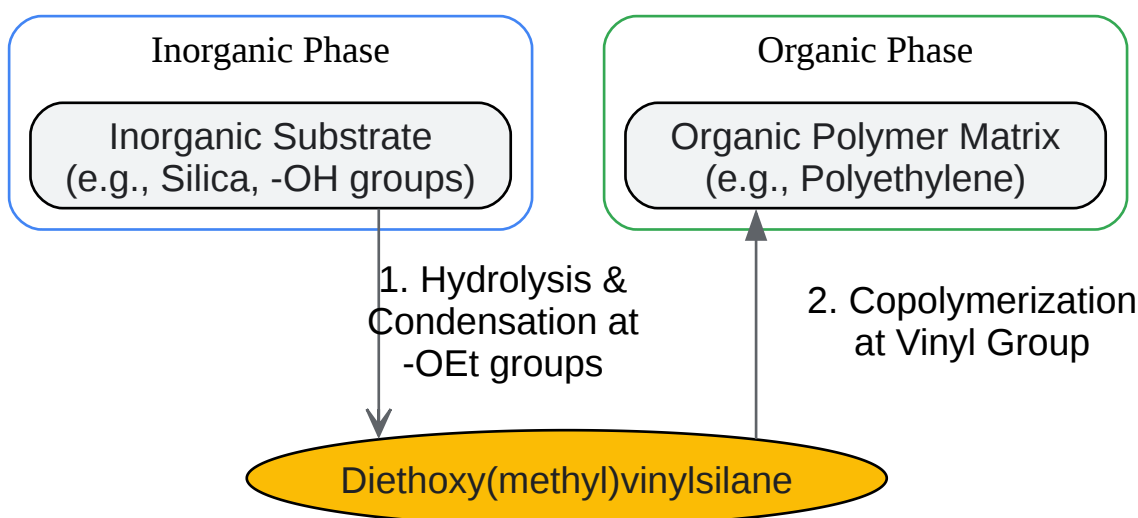 Inorganic Phase
Inorganic Substrate
(e.g., Silica, -OH groups)
Organic Phase
Organic Polymer Matrix
(e.g., Polyethylene)
1. Hydrolysis &
Condensation at
-OEt groups
2. Copolymerization
at Vinyl Group
Diethoxy(methyl)vinylsilane